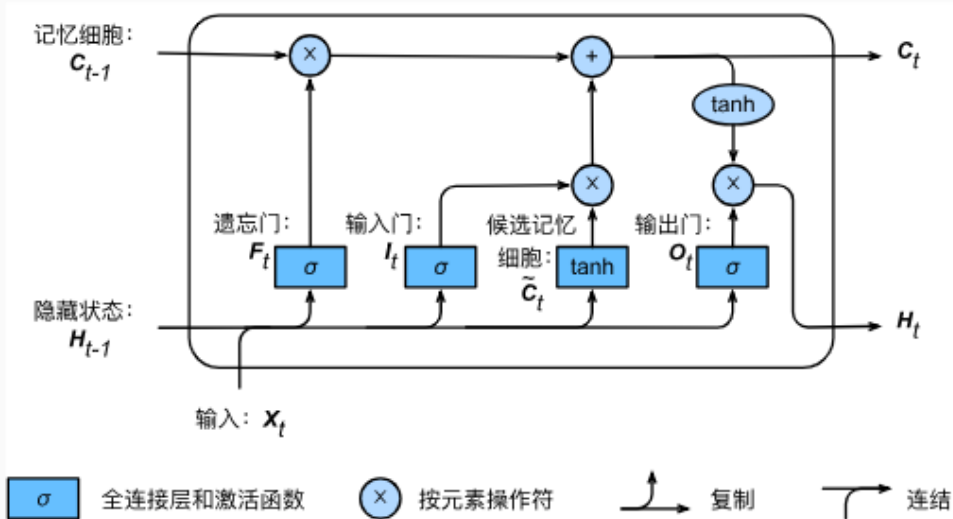 记忆细胞：
C_{t-1}
×
+
C_t
tanh
×
×
遗忘门：
F_t
σ
输入门：
I_t
σ
候选记忆
细胞：
C̃_t
tanh
输出门：
O_t
σ
隐藏状态：
H_{t-1}
H_t
输入：X_t
σ 全连接层和激活函数
× 按元素操作符
复制
连结